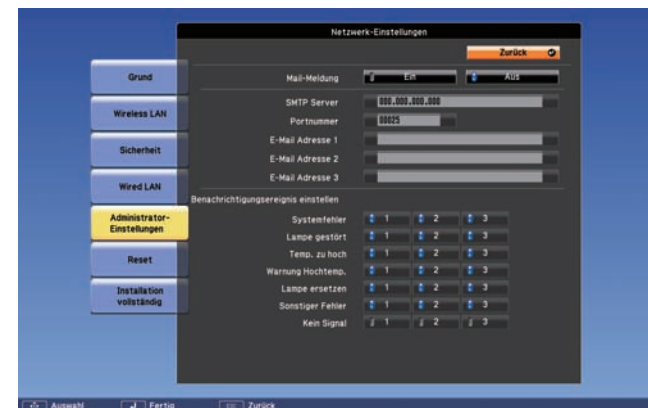 Netzwerk-Einstellungen
Zurück
Grund
Wireless LAN
Sicherheit
Wired LAN
Administrator-
Einstellungen
Reset
Installation
vollständig
Mail-Meldung Ein Aus
SMTP Server 000.000.000.000
Portnummer 00025
E-Mail Adresse 1
E-Mail Adresse 2
E-Mail Adresse 3
Benachrichtigungsereignis einstellen
Systemfehler 1 2 3
Lampe gestört 1 2 3
Temp. zu hoch 1 2 3
Warnung Hochtemp. 1 2 3
Lampe ersetzen 1 2 3
Sonstiger Fehler 1 2 3
Kein Signal 1 2 3
Auswahl Fertig Zurück